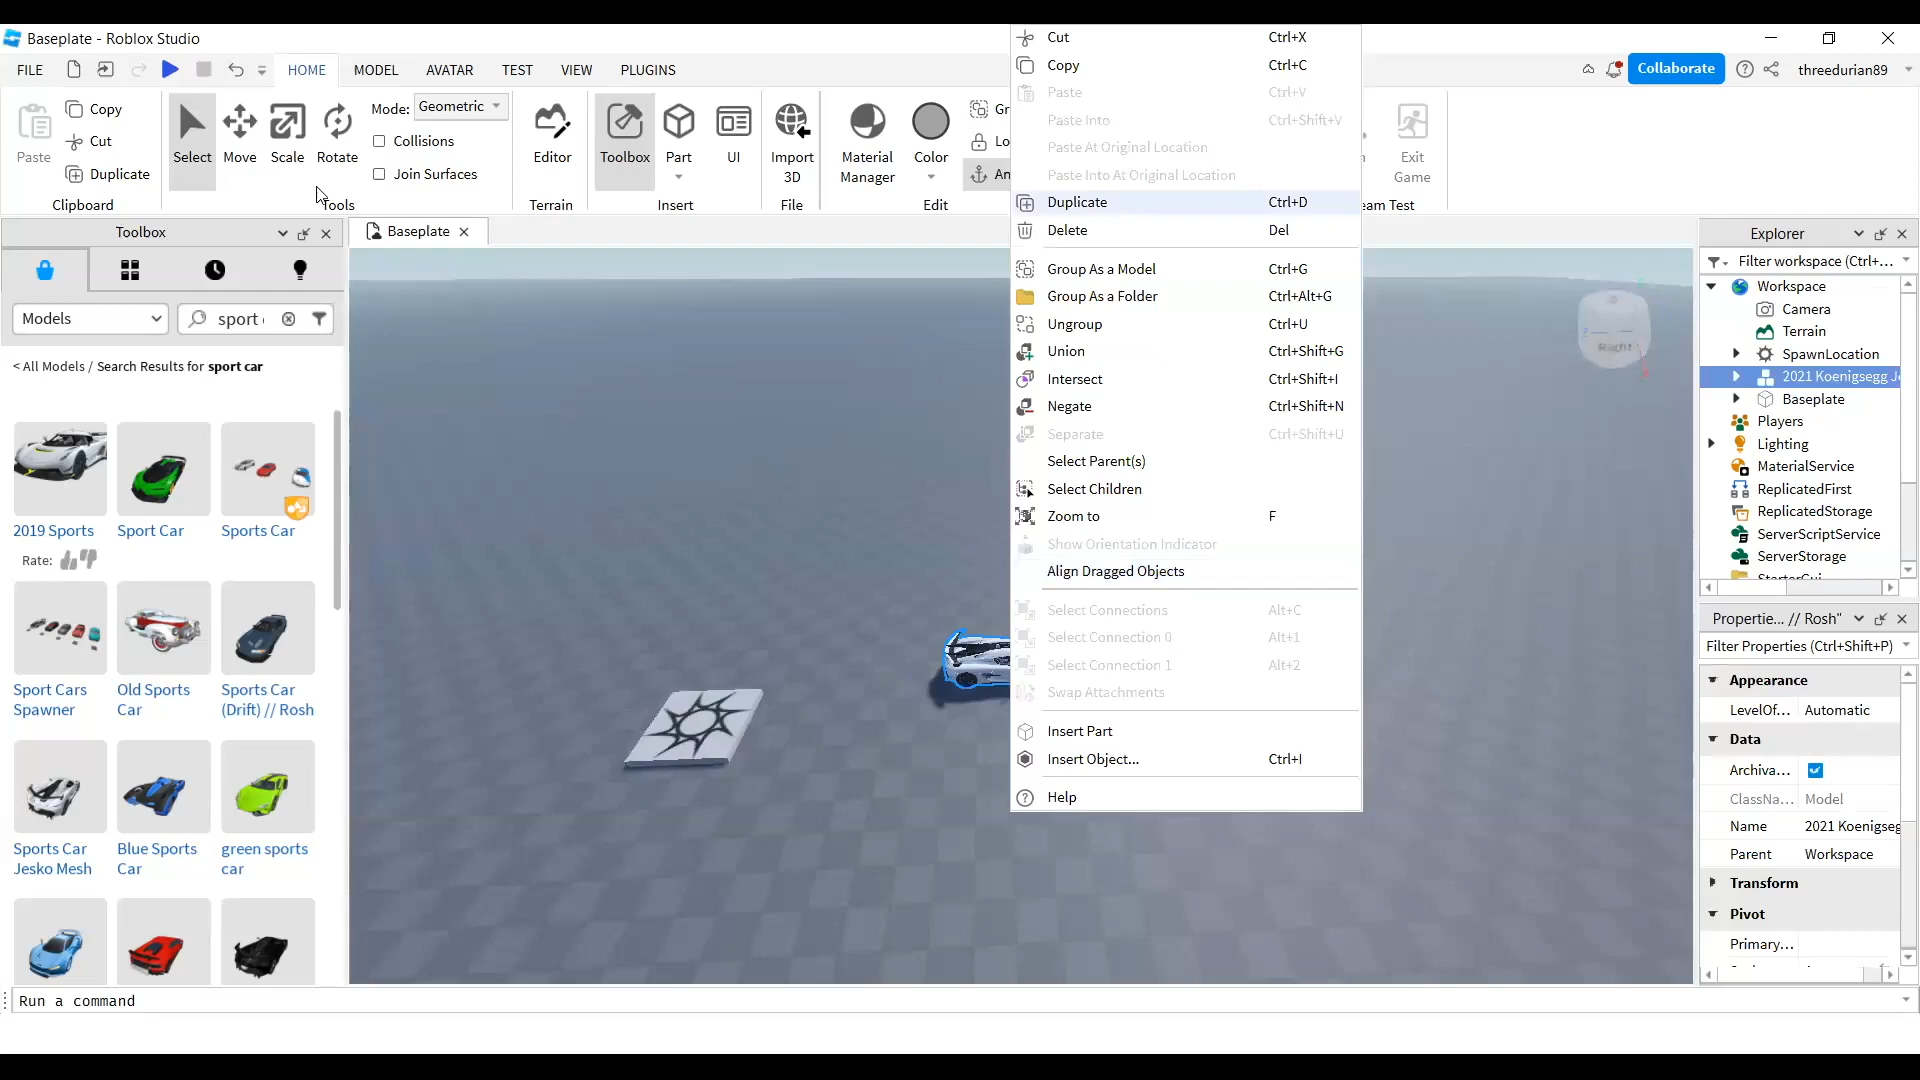 Baseplate - Roblox Studio
FILE HOME MODEL AVATAR TEST VIEW PLUGINS Collaborate threedurian89
Paste
Copy
Cut
Duplicate
Clipboard
Select Move Scale Rotate
Mode: Geometric
Collisions
Join Surfaces
Tools
Editor
Terrain
Toolbox Part UI
Insert
Import 3D
File
Material Manager
Color
Edit
Exit Game
Cut Ctrl+X
Copy Ctrl+C
Paste Ctrl+V
Paste Into Ctrl+Shift+V
Paste At Original Location
Paste Into At Original Location
Duplicate Ctrl+D
Delete Del
Group As a Model Ctrl+G
Group As a Folder Ctrl+Alt+G
Ungroup Ctrl+U
Union Ctrl+Shift+G
Intersect Ctrl+Shift+I
Negate Ctrl+Shift+N
Separate Ctrl+Shift+U
Select Parent(s)
Select Children
Zoom to F
Show Orientation Indicator
Align Dragged Objects
Select Connections Alt+C
Select Connection 0 Alt+1
Select Connection 1 Alt+2
Swap Attachments
Insert Part
Insert Object... Ctrl+I
Help
Toolbox
Baseplate
Models
sport
< All Models / Search Results for sport car
2019 Sports
Rate:
Sport Car
Sports Car
Sport Cars Spawner
Old Sports Car
Sports Car (Drift) // Rosh
Sports Car Jesko Mesh
Blue Sports Car
green sports car
Right
Explorer
Filter workspace (Ctrl+...
Workspace
Camera
Terrain
SpawnLocation
2021 Koenigsegg J
Baseplate
Players
Lighting
MaterialService
ReplicatedFirst
ReplicatedStorage
ServerScriptService
ServerStorage
Propertie... // Rosh"
Filter Properties (Ctrl+Shift+P)
Appearance
LevelOf... Automatic
Data
Archiva...
ClassNa... Model
Name 2021 Koenigseg
Parent Workspace
Transform
Pivot
Primary...
Run a command